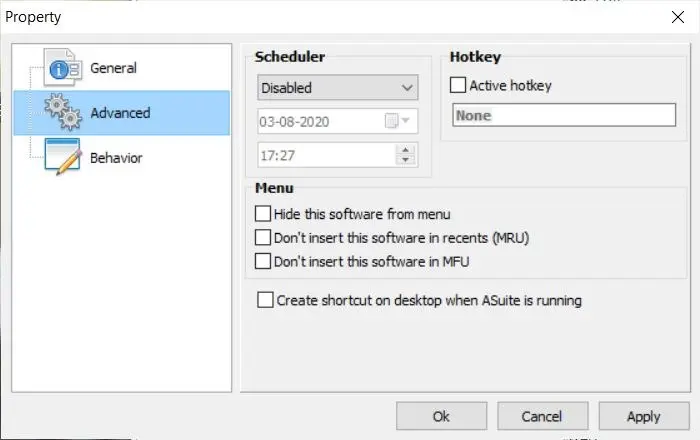 Property
General
Advanced
Behavior
Scheduler
Disabled
03-08-2020
17:27
Hotkey
Active hotkey
None
Menu
Hide this software from menu
Don't insert this software in recents (MRU)
Don't insert this software in MFU
Create shortcut on desktop when ASuite is running
Ok
Cancel
Apply